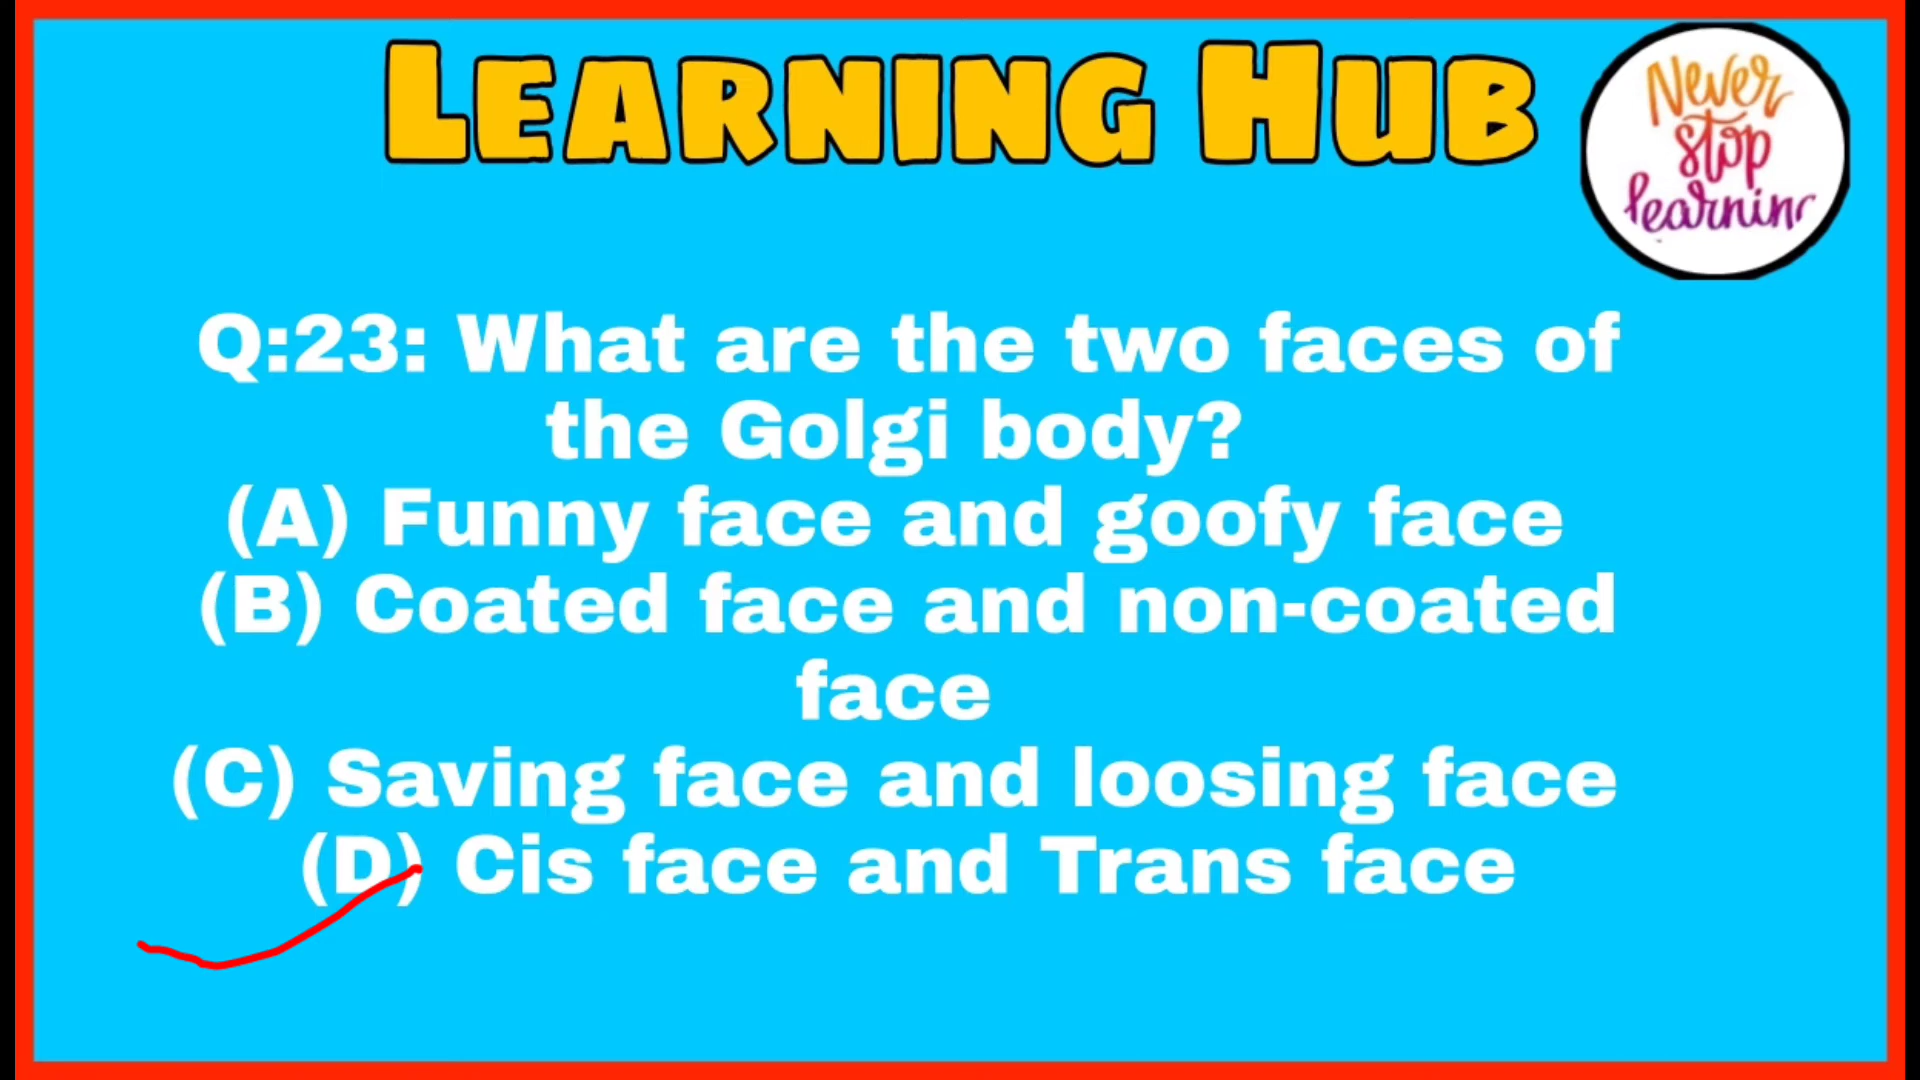 LEARNING HUB
Never
stop
learnin
Q:23: What are the two faces of
the Golgi body?
(A) Funny face and goofy face
(B) Coated face and non-coated
face
(C) Saving face and loosing face
(D) Cis face and Trans face